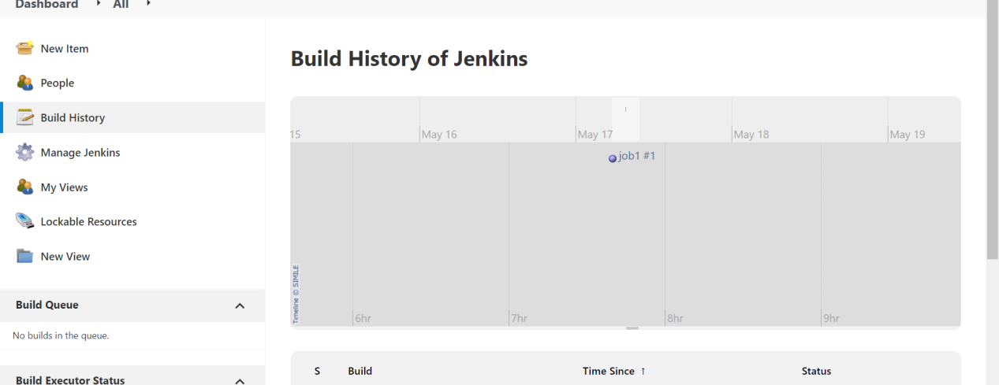 Dashboard All
New Item
People
Build History
Manage Jenkins
My Views
Lockable Resources
New View
Build Queue
No builds in the queue.
Build Executor Status
Build History of Jenkins
15 May 16 May 17 May 18 May 19
job1 #1
Timeline © SIMILE
6hr 7hr 8hr 9hr
S Build Time Since ↑ Status